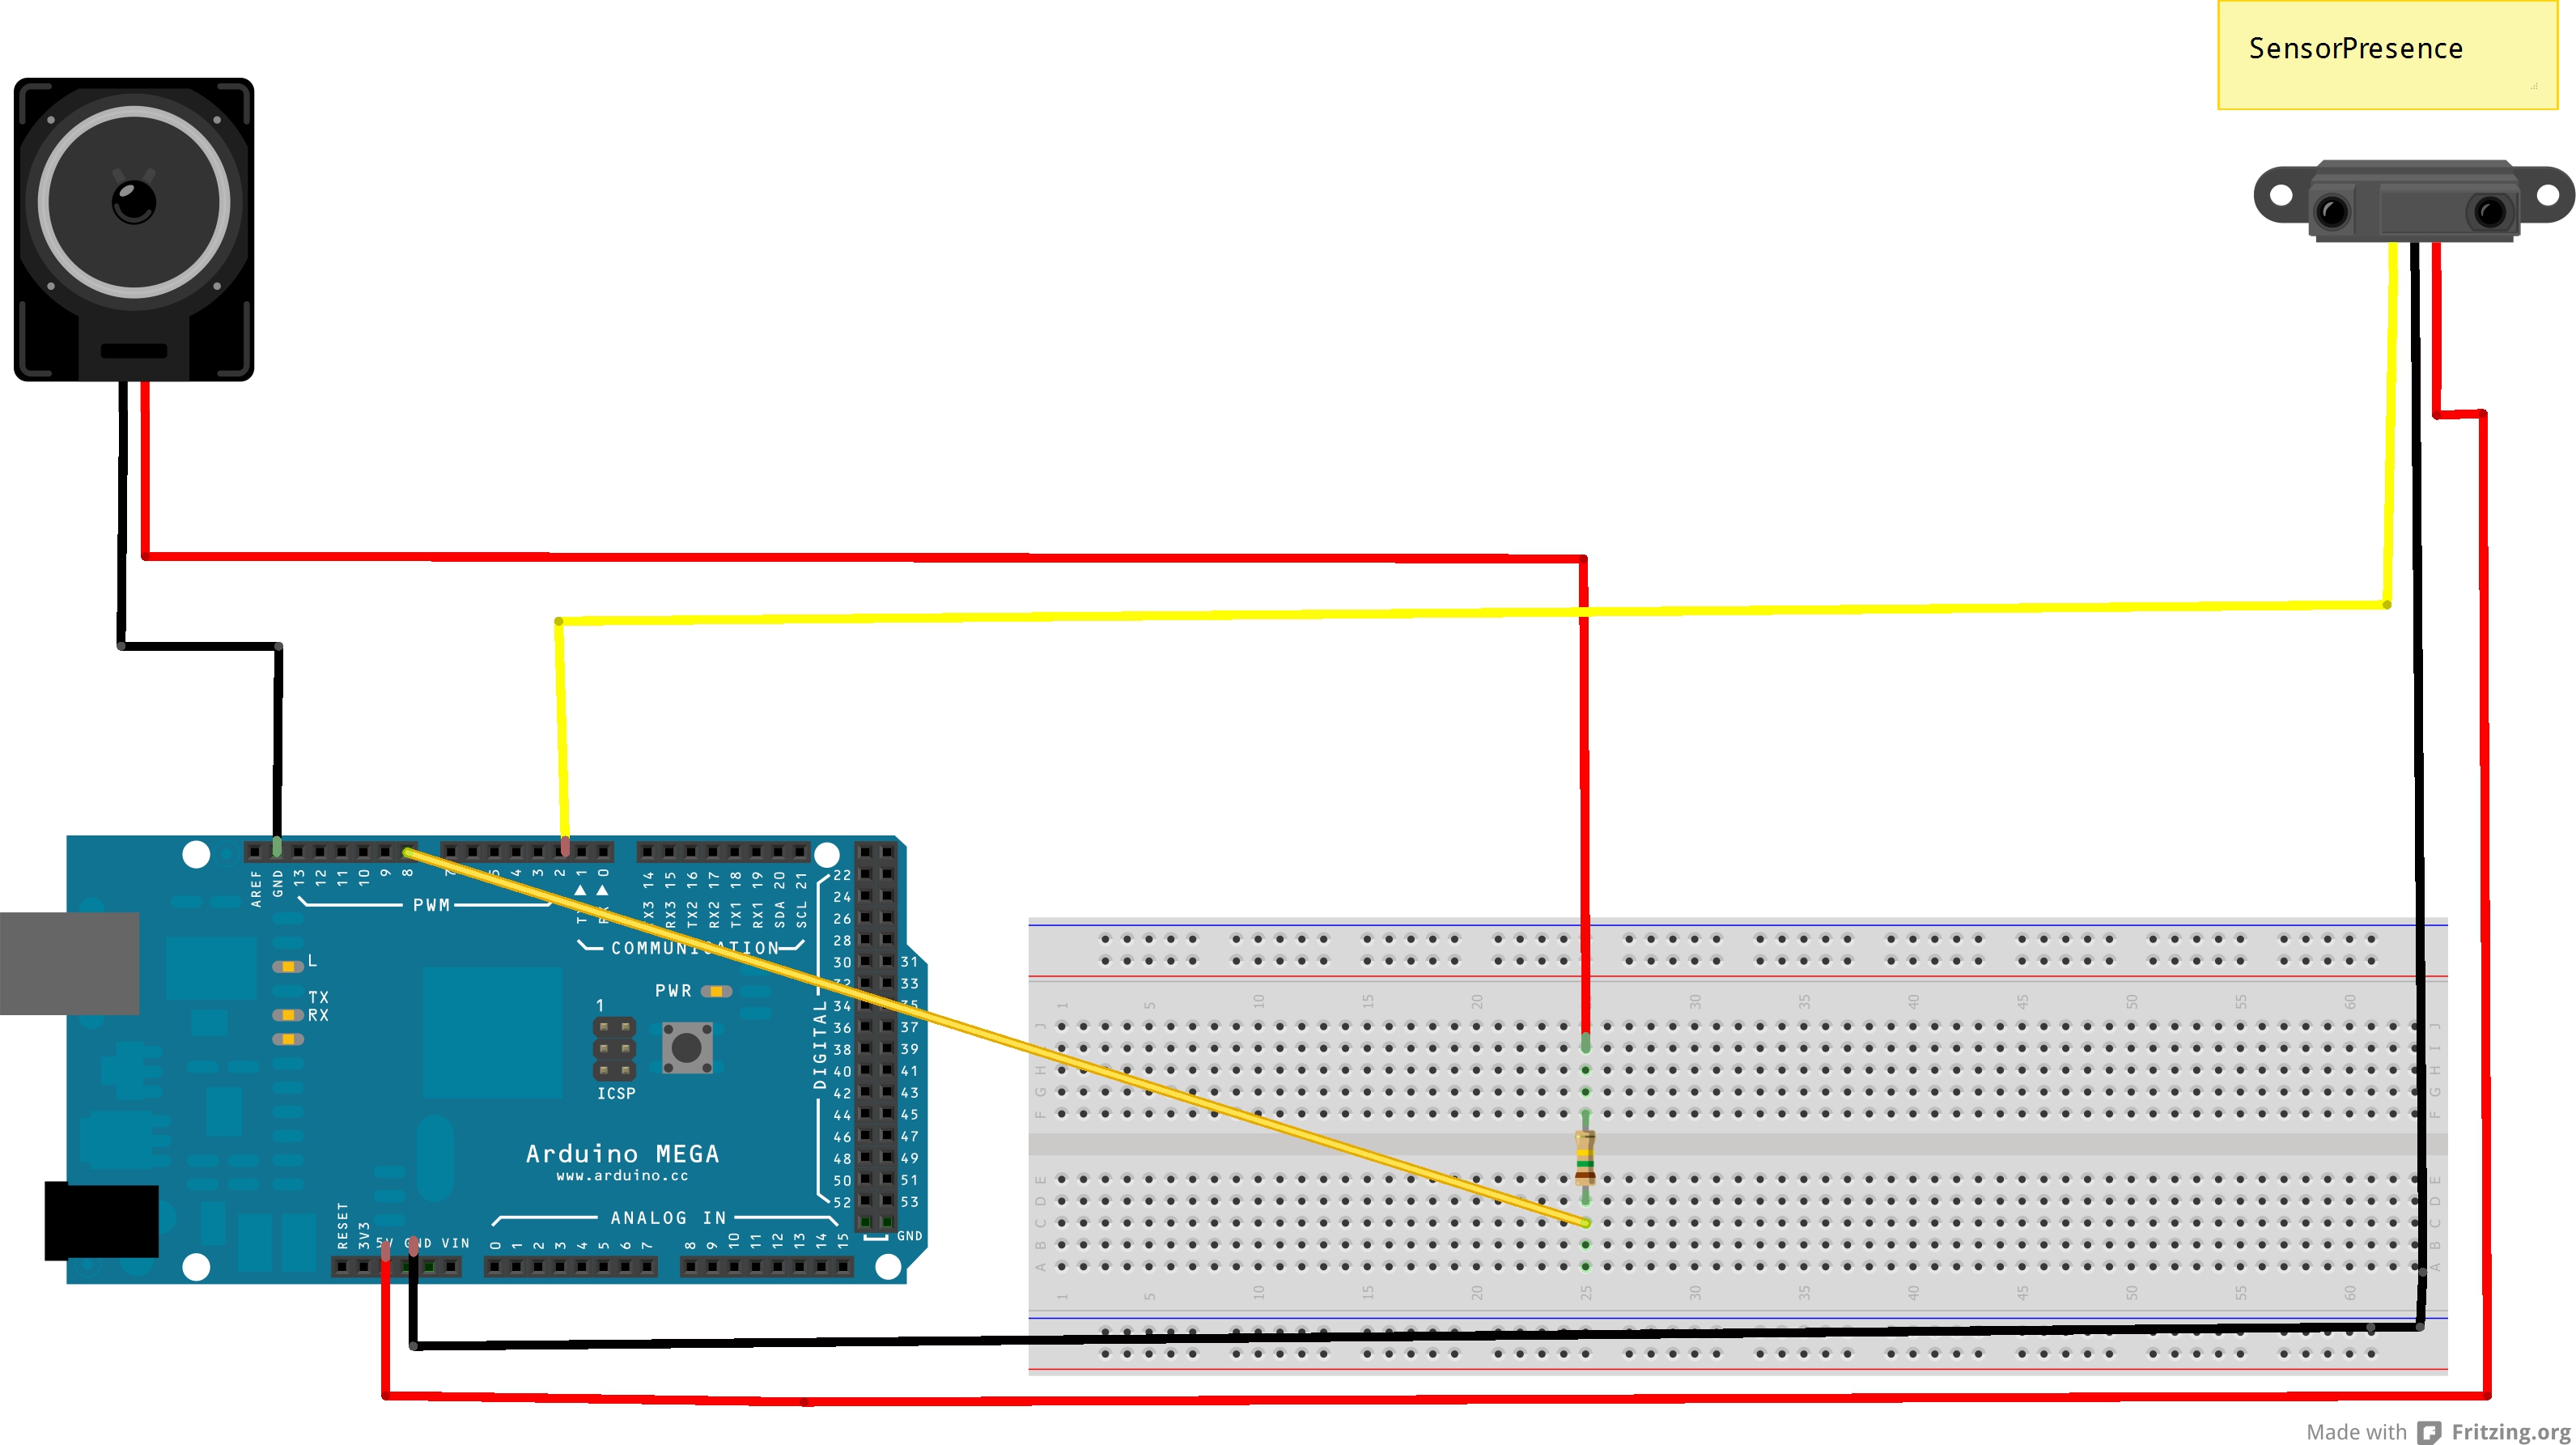 SensorPresence
AREF GND 13 12 11 10 9 8 5 4 3 2 1 0 TX3 14 RX3 15 TX2 16 RX2 17 TX1 18 RX1 19 SDA 20 SCL 21
PWM
COMMUNICATION
22
24
26
28
30 31
32 33
34 35
36 37
38 39
40 41
42 43
44 45
46 47
48 49
50 51
52 53
GND
DIGITAL
L
TX
RX
PWR
1
ICSP
Arduino MEGA
www.arduino.cc
ANALOG IN
RESET 3V3 5V GND VIN 0 1 2 3 4 5 6 7 8 9 10 11 12 13 14 15
1 5 10 15 20 30 35 40 45 50 55 60
J J
I I
H H
G G
F F
E E
D D
C C
B B
A A
1 5 10 15 20 25 30 35 40 45 50 55 60
Made with Fritzing.org